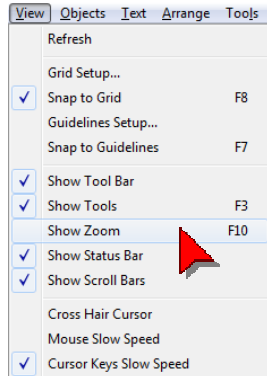 View Objects Text Arrange Tools
Refresh
Grid Setup...
Snap to Grid F8
Guidelines Setup...
Snap to Guidelines F7
Show Tool Bar
Show Tools F3
Show Zoom F10
Show Status Bar
Show Scroll Bars
Cross Hair Cursor
Mouse Slow Speed
Cursor Keys Slow Speed